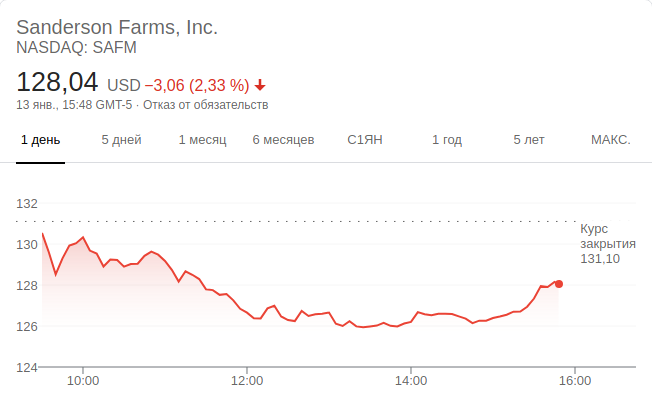 Sanderson Farms, Inc.
NASDAQ: SAFM
128,04 USD −3,06 (2,33 %)
13 янв., 15:48 GMT-5 · Отказ от обязательств
1 день 5 дней 1 месяц 6 месяцев С1ЯН 1 год 5 лет МАКС.
132
Курс
закрытия
131,10
130
128
126
124
10:00 12:00 14:00 16:00